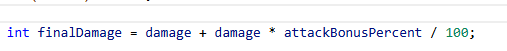 int finalDamage = damage + damage * attackBonusPercent / 100;